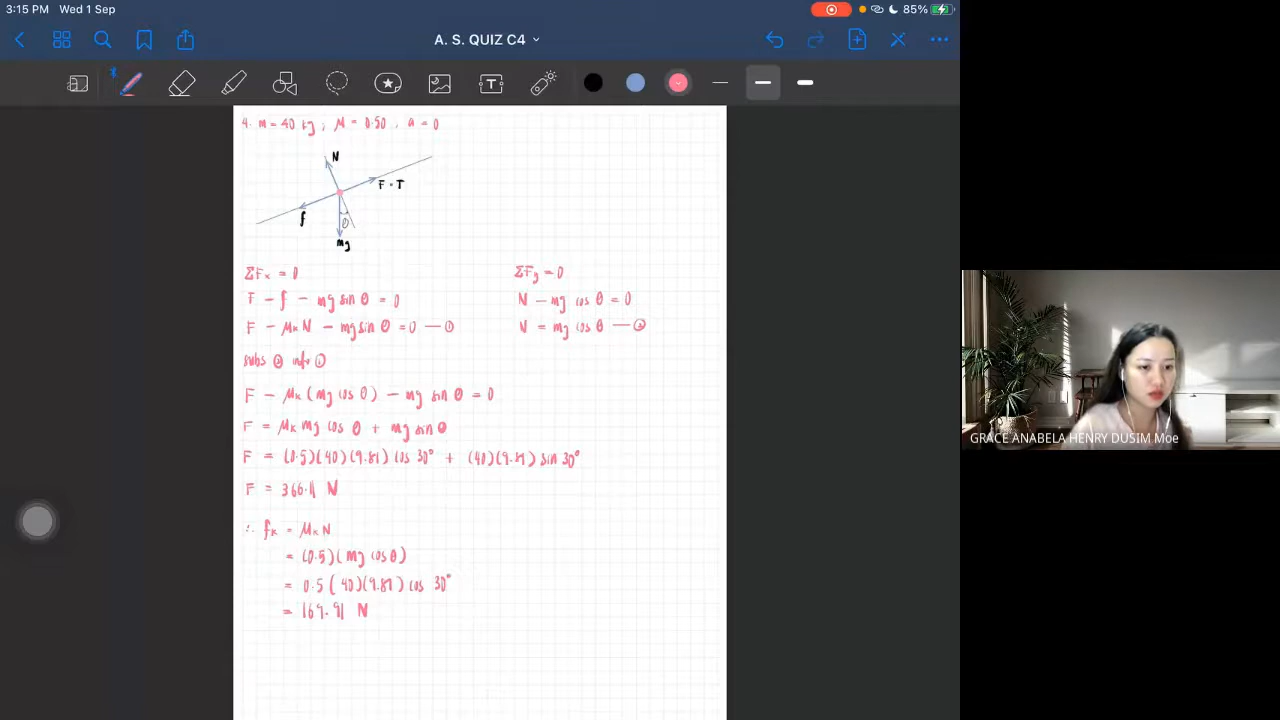 3:15 PM Wed 1 Sep
85%
A. S. QUIZ C4
T
4. m = 40 kg ; μ = 0.50 , a = 0
N
F = T
f
θ
mg
ΣFx = 0
ΣFy = 0
F - f - mg sin θ = 0
N - mg cos θ = 0
F - μk N - mg sin θ = 0 — ①
N = mg cos θ — ②
subs ② into ①
F - μk (mg cos θ) - mg sin θ = 0
F = μk mg cos θ + mg sin θ
F = (0.5)(40)(9.81) cos 30° + (40)(9.81) sin 30°
F = 366.11 N
∴ fk = μk N
= (0.5)(mg cos θ)
= 0.5 (40)(9.81) cos 30°
= 169.91 N
GRACE ANABELA HENRY DUSIM Moe